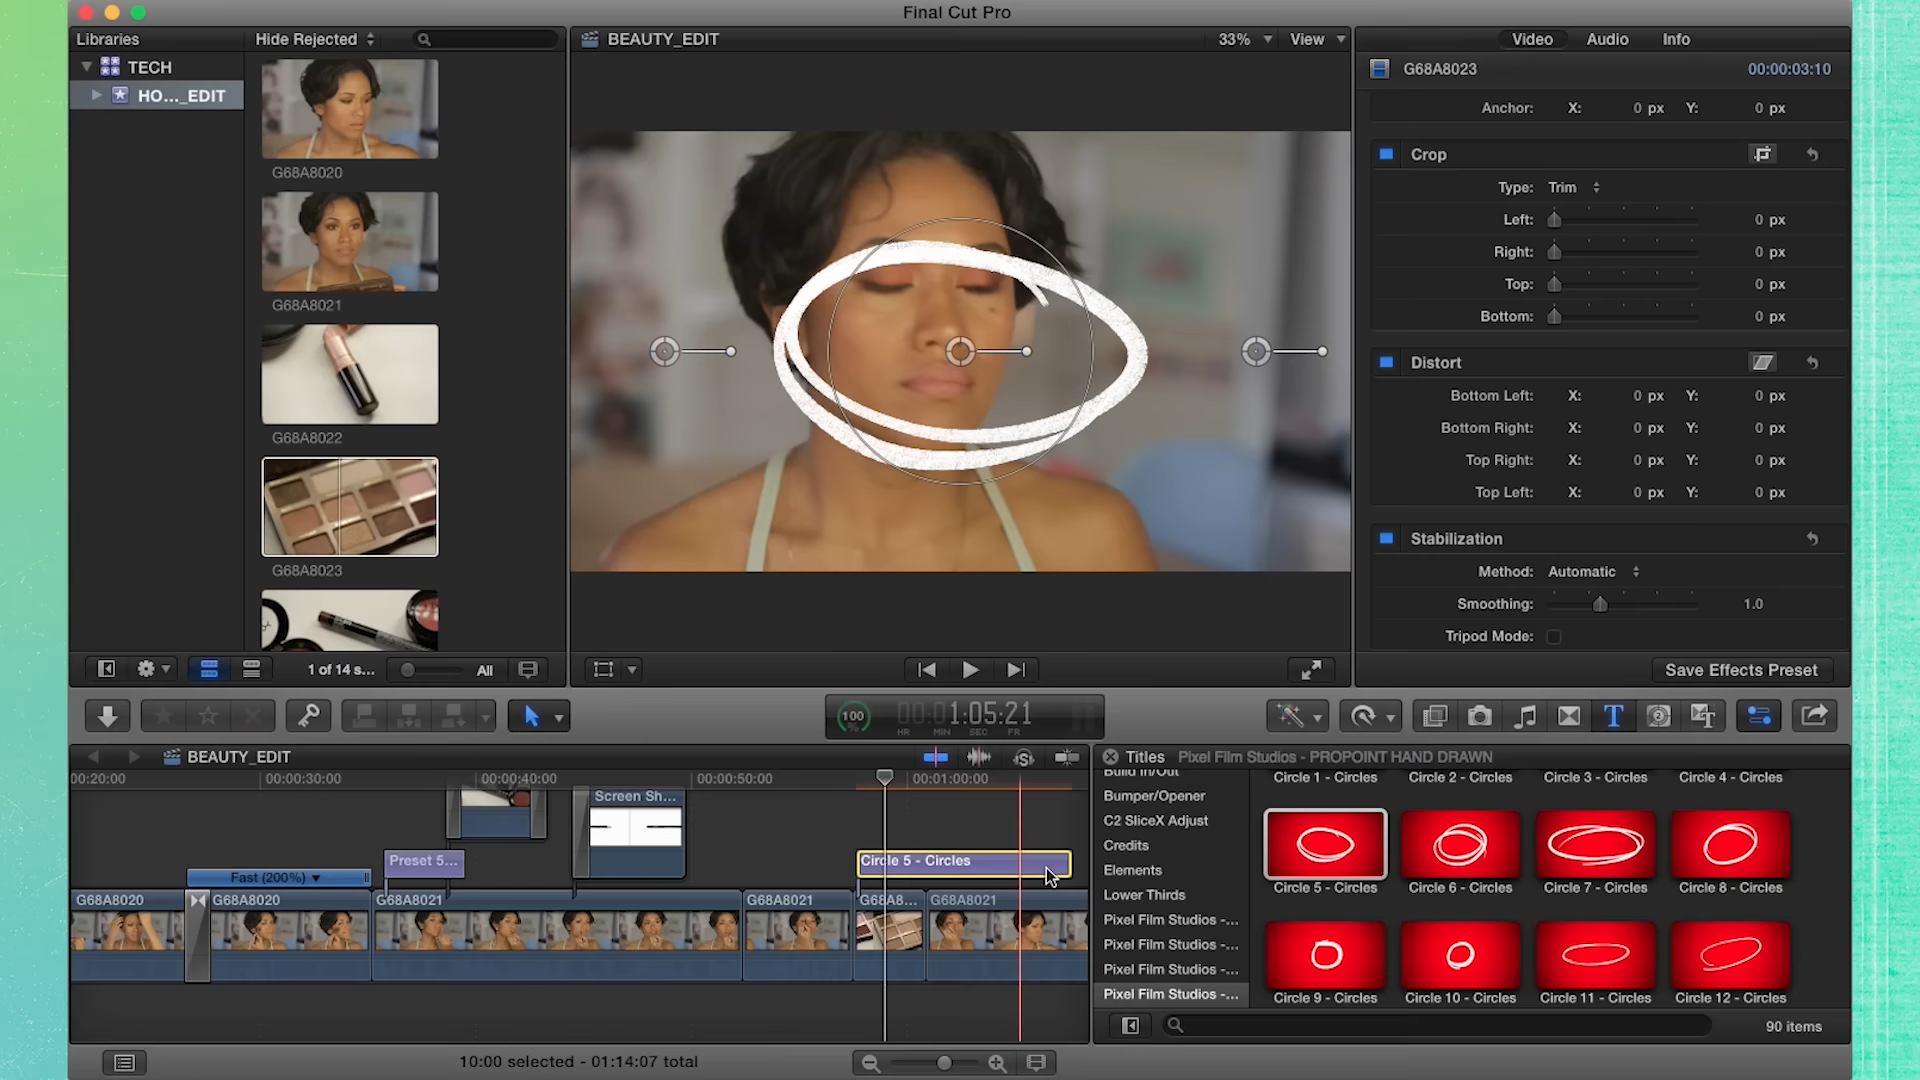 Final Cut Pro
Libraries
Hide Rejected
TECH
HO..._EDIT
G68A8020
G68A8021
G68A8022
G68A8023
1 of 14 s...
All
BEAUTY_EDIT
33%
View
Video
Audio
Info
G68A8023
00:00:03:10
Anchor: X: 0 px Y: 0 px
Crop
Type: Trim
Left: 0 px
Right: 0 px
Top: 0 px
Bottom: 0 px
Distort
Bottom Left: X: 0 px Y: 0 px
Bottom Right: X: 0 px Y: 0 px
Top Right: X: 0 px Y: 0 px
Top Left: X: 0 px Y: 0 px
Stabilization
Method: Automatic
Smoothing: 1.0
Tripod Mode:
Save Effects Preset
100
00:01:05:21
HR MIN SEC FR
BEAUTY_EDIT
00:20:00
00:00:30:00
00:00:40:00
00:00:50:00
00:01:00:00
Screen Sh...
Preset 5...
Circle 5 - Circles
Fast (200%)
G68A8020
G68A8020
G68A8021
G68A8021
G68A8...
G68A8021
10:00 selected - 01:14:07 total
Titles
Pixel Film Studios - PROPOINT HAND DRAWN
Build In/Out
Bumper/Opener
C2 SliceX Adjust
Credits
Elements
Lower Thirds
Pixel Film Studios -...
Pixel Film Studios -...
Pixel Film Studios -...
Pixel Film Studios -...
Circle 1 - Circles
Circle 2 - Circles
Circle 3 - Circles
Circle 4 - Circles
Circle 5 - Circles
Circle 6 - Circles
Circle 7 - Circles
Circle 8 - Circles
Circle 9 - Circles
Circle 10 - Circles
Circle 11 - Circles
Circle 12 - Circles
90 items